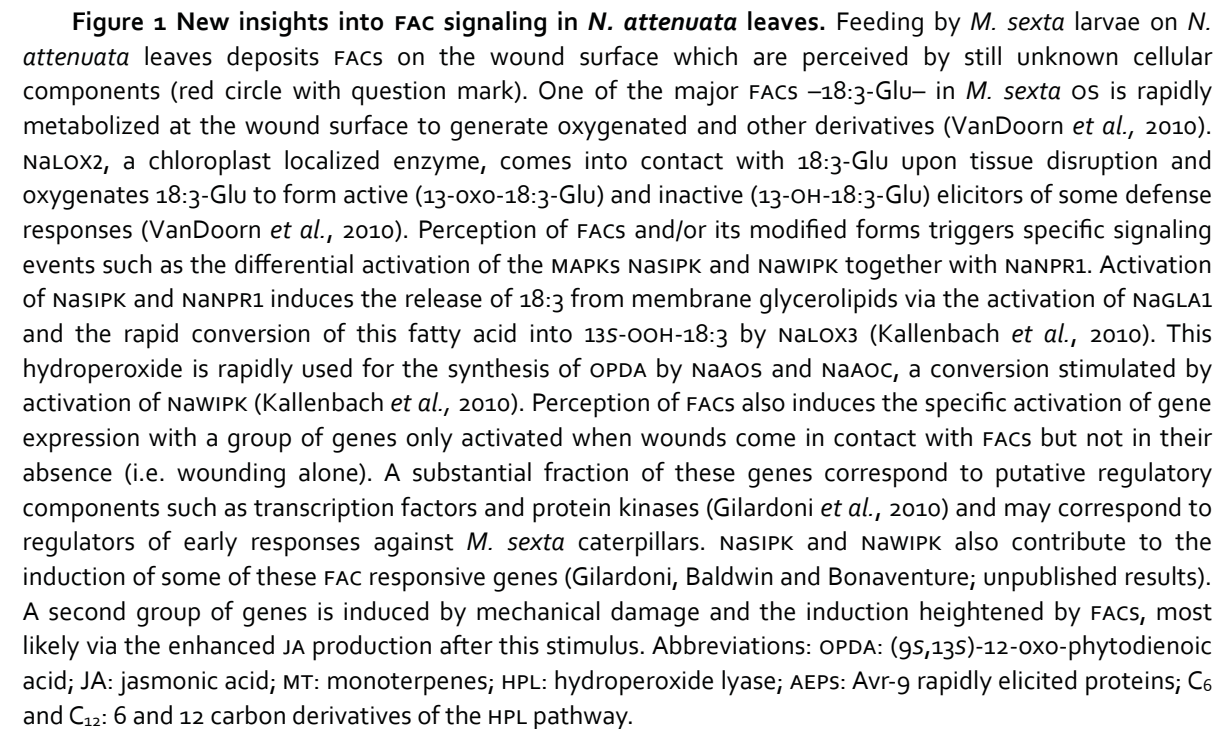 Figure 1 New insights into FAC signaling in N. attenuata leaves. Feeding by M. sexta larvae on N.
attenuata leaves deposits FACs on the wound surface which are perceived by still unknown cellular
components (red circle with question mark). One of the major FACs –18:3-Glu– in M. sexta OS is rapidly
metabolized at the wound surface to generate oxygenated and other derivatives (VanDoorn et al., 2010).
NaLOX2, a chloroplast localized enzyme, comes into contact with 18:3-Glu upon tissue disruption and
oxygenates 18:3-Glu to form active (13-oxo-18:3-Glu) and inactive (13-OH-18:3-Glu) elicitors of some defense
responses (VanDoorn et al., 2010). Perception of FACs and/or its modified forms triggers specific signaling
events such as the differential activation of the MAPKs NaSIPK and NaWIPK together with NaNPR1. Activation
of NaSIPK and NaNPR1 induces the release of 18:3 from membrane glycerolipids via the activation of NaGLA1
and the rapid conversion of this fatty acid into 13S-OOH-18:3 by NaLOX3 (Kallenbach et al., 2010). This
hydroperoxide is rapidly used for the synthesis of OPDA by NaAOS and NaAOC, a conversion stimulated by
activation of NaWIPK (Kallenbach et al., 2010). Perception of FACs also induces the specific activation of gene
expression with a group of genes only activated when wounds come in contact with FACs but not in their
absence (i.e. wounding alone). A substantial fraction of these genes correspond to putative regulatory
components such as transcription factors and protein kinases (Gilardoni et al., 2010) and may correspond to
regulators of early responses against M. sexta caterpillars. NaSIPK and NaWIPK also contribute to the
induction of some of these FAC responsive genes (Gilardoni, Baldwin and Bonaventure; unpublished results).
A second group of genes is induced by mechanical damage and the induction heightened by FACs, most
likely via the enhanced JA production after this stimulus. Abbreviations: OPDA: (9S,13S)-12-oxo-phytodienoic
acid; JA: jasmonic acid; MT: monoterpenes; HPL: hydroperoxide lyase; AEPs: Avr-9 rapidly elicited proteins; C₆
and C₁₂: 6 and 12 carbon derivatives of the HPL pathway.